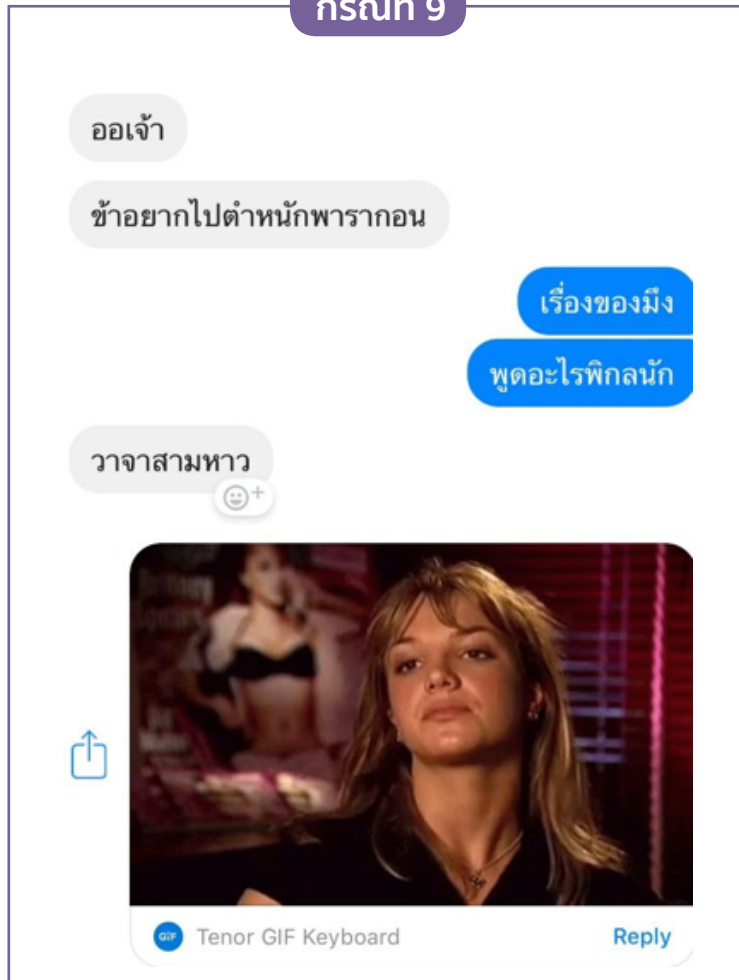 กรณีที่ 9
ออเจ้า
ข้าอยากไปตำหนักพารากอน
เรื่องของมึง
พูดอะไรพิกลนัก
วาจาสามหาว
GIF Tenor GIF Keyboard Reply